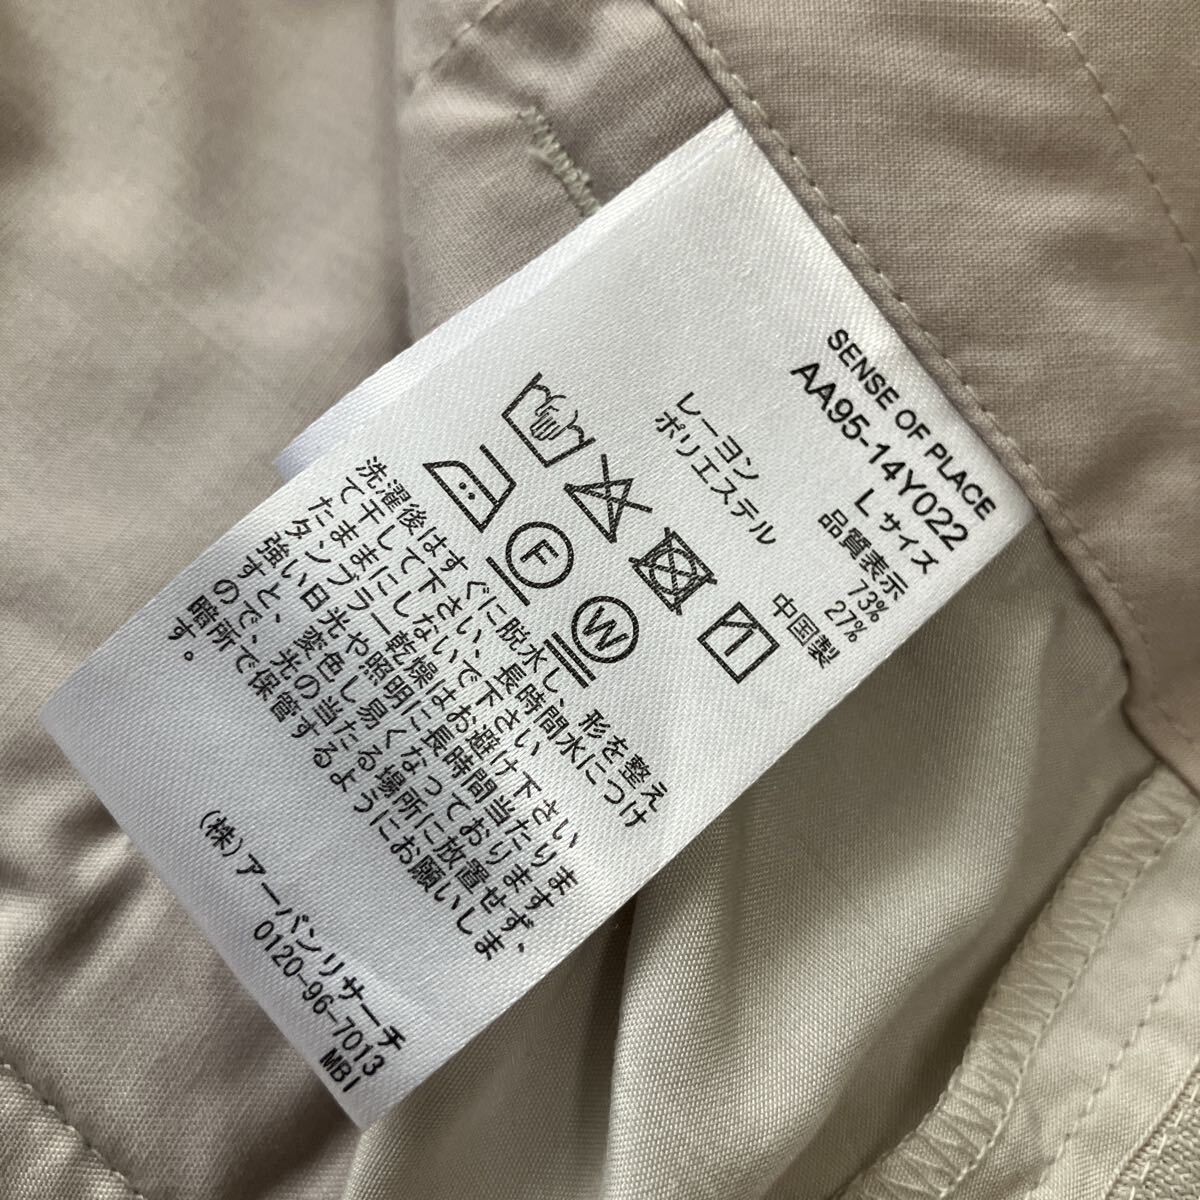 SENSE OF PLACE
AA95-14Y022
L サイズ
品質表示
レーヨン 73%
ポリエステル 27%
中国製
F
W
洗濯後はすぐに脱水し、形を整え
て干して下さい、長時間水につけ
たままにしないで下さい
タンブラー乾燥はお避け下さい
強い日光や照明に長時間当たりま
すと、変色し易くなっております
ので、光の当たる場所に放置せず、
暗所で保管するようにお願いしま
す。
(株)アーバンリサーチ
0120-96-7013
MBI